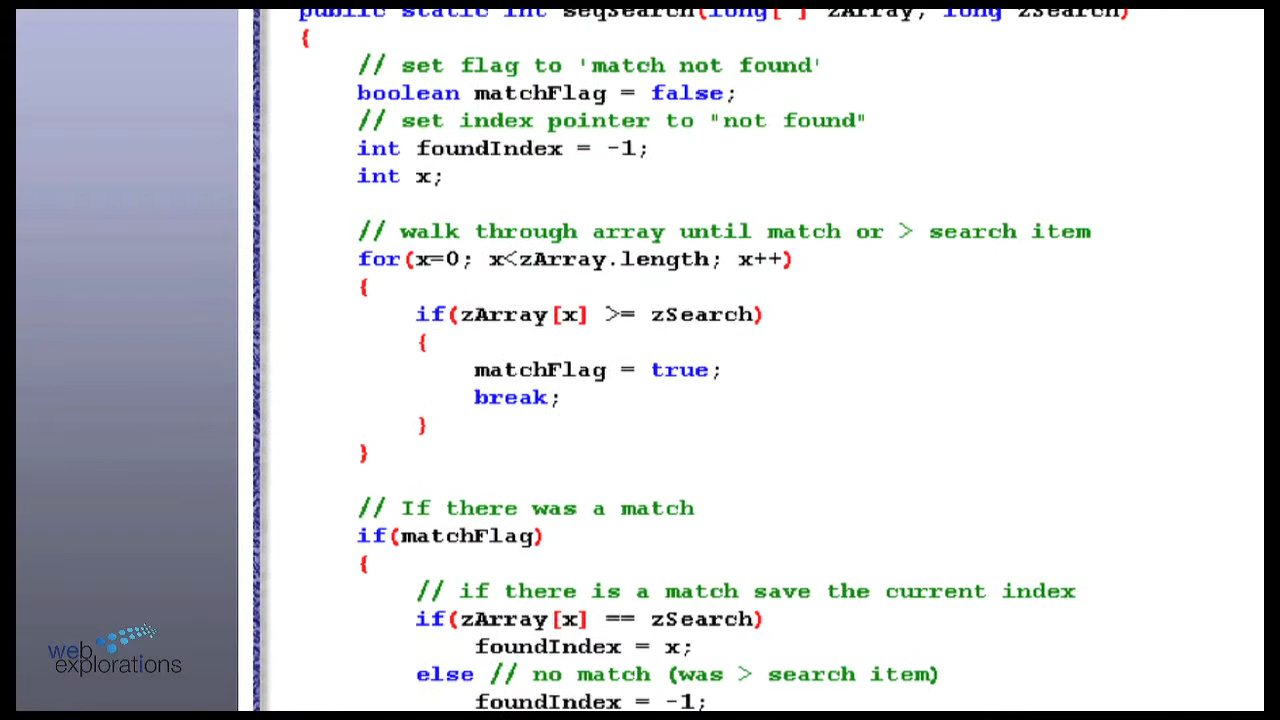 public static int seqSearch(long[ ] zArray, long zSearch)
{
// set flag to 'match not found'
boolean matchFlag = false;
// set index pointer to "not found"
int foundIndex = -1;
int x;
// walk through array until match or > search item
for(x=0; x<zArray.length; x++)
{
if(zArray[x] >= zSearch)
{
matchFlag = true;
break;
}
}
// If there was a match
if(matchFlag)
{
// if there is a match save the current index
if(zArray[x] == zSearch)
foundIndex = x;
else // no match (was > search item)
foundIndex = -1;
web
explorations